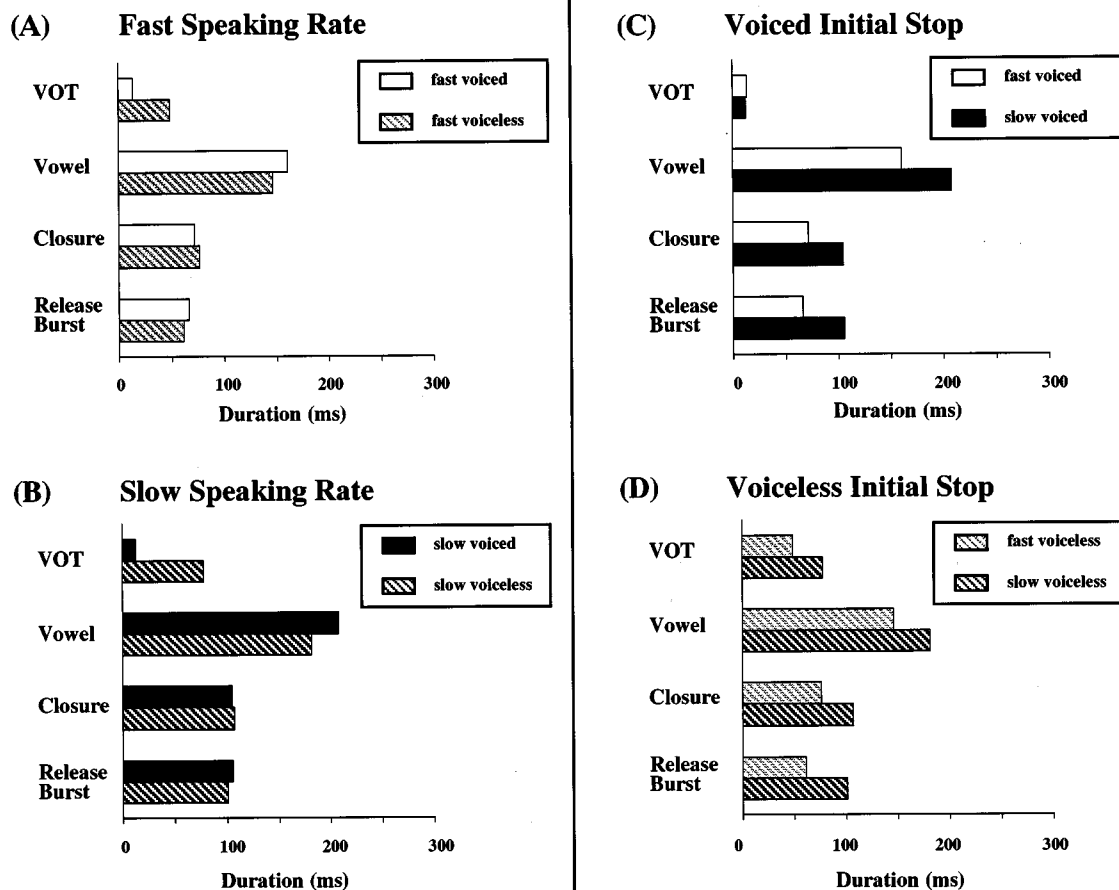 (A) Fast Speaking Rate
fast voiced
fast voiceless
VOT
Vowel
Closure
Release
Burst
0 100 200 300
Duration (ms)
(B) Slow Speaking Rate
slow voiced
slow voiceless
VOT
Vowel
Closure
Release
Burst
0 100 200 300
Duration (ms)
(C) Voiced Initial Stop
fast voiced
slow voiced
VOT
Vowel
Closure
Release
Burst
0 100 200 300
Duration (ms)
(D) Voiceless Initial Stop
fast voiceless
slow voiceless
VOT
Vowel
Closure
Release
Burst
0 100 200 300
Duration (ms)